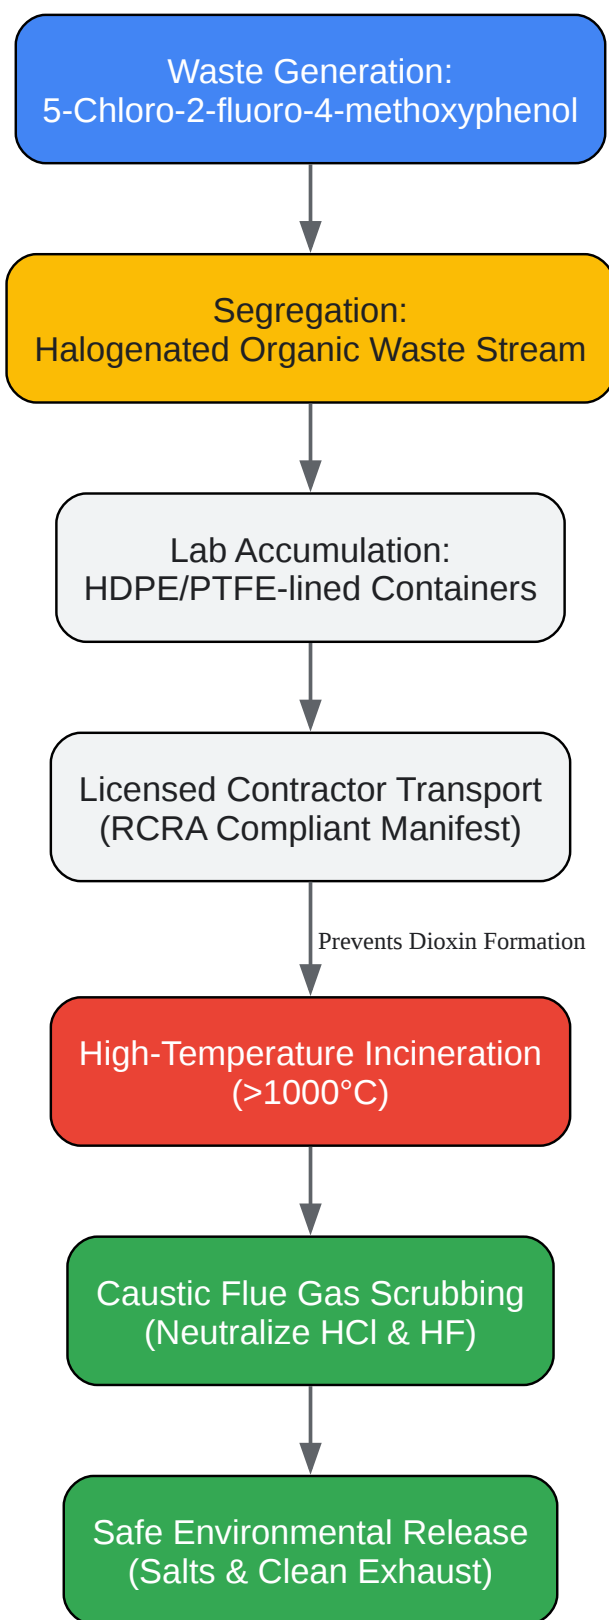 Waste Generation:
5-Chloro-2-fluoro-4-methoxyphenol
Segregation:
Halogenated Organic Waste Stream
Lab Accumulation:
HDPE/PTFE-lined Containers
Licensed Contractor Transport
(RCRA Compliant Manifest)
Prevents Dioxin Formation
High-Temperature Incineration
(>1000°C)
Caustic Flue Gas Scrubbing
(Neutralize HCl & HF)
Safe Environmental Release
(Salts & Clean Exhaust)